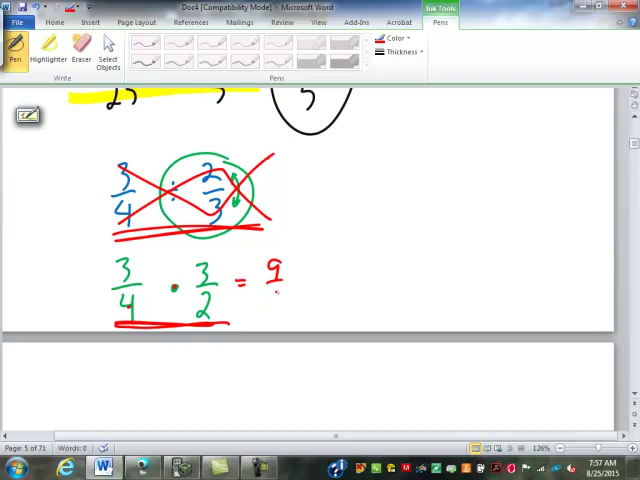 Doc4 [Compatibility Mode] - Microsoft Word
Ink Tools
File Home Insert Page Layout References Mailings Review View Add-Ins Acrobat Pens
Pen Highlighter Eraser Select Objects
Color
Thickness
Write
Pens
5
3/4 ÷ 2/3
3/4 · 3/2 = 9
Page: 5 of 71 Words: 0
126%
7:57 AM
8/25/2015